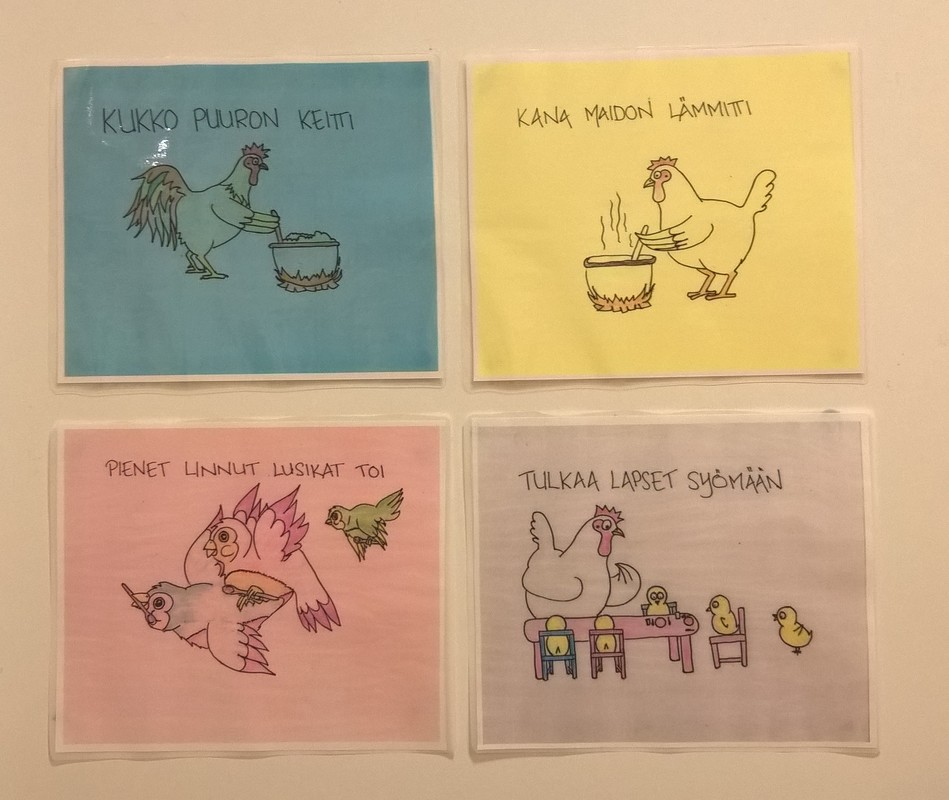 KUKKO PUURON KEITTI
KANA MAIDON LÄMMITTI
PIENET LINNUT LUSIKAT TOI
TULKAA LAPSET SYÖMÄÄN